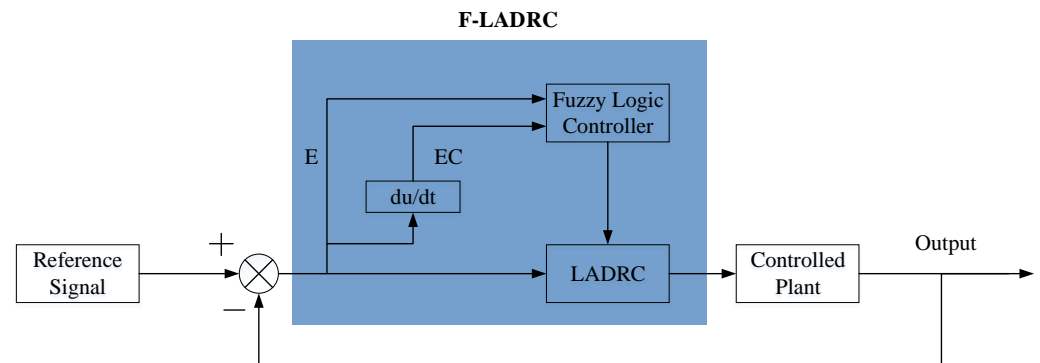 F-LADRC
Fuzzy Logic
Controller
E
EC
du/dt
+
Output
Reference
Signal
LADRC
Controlled
Plant
−